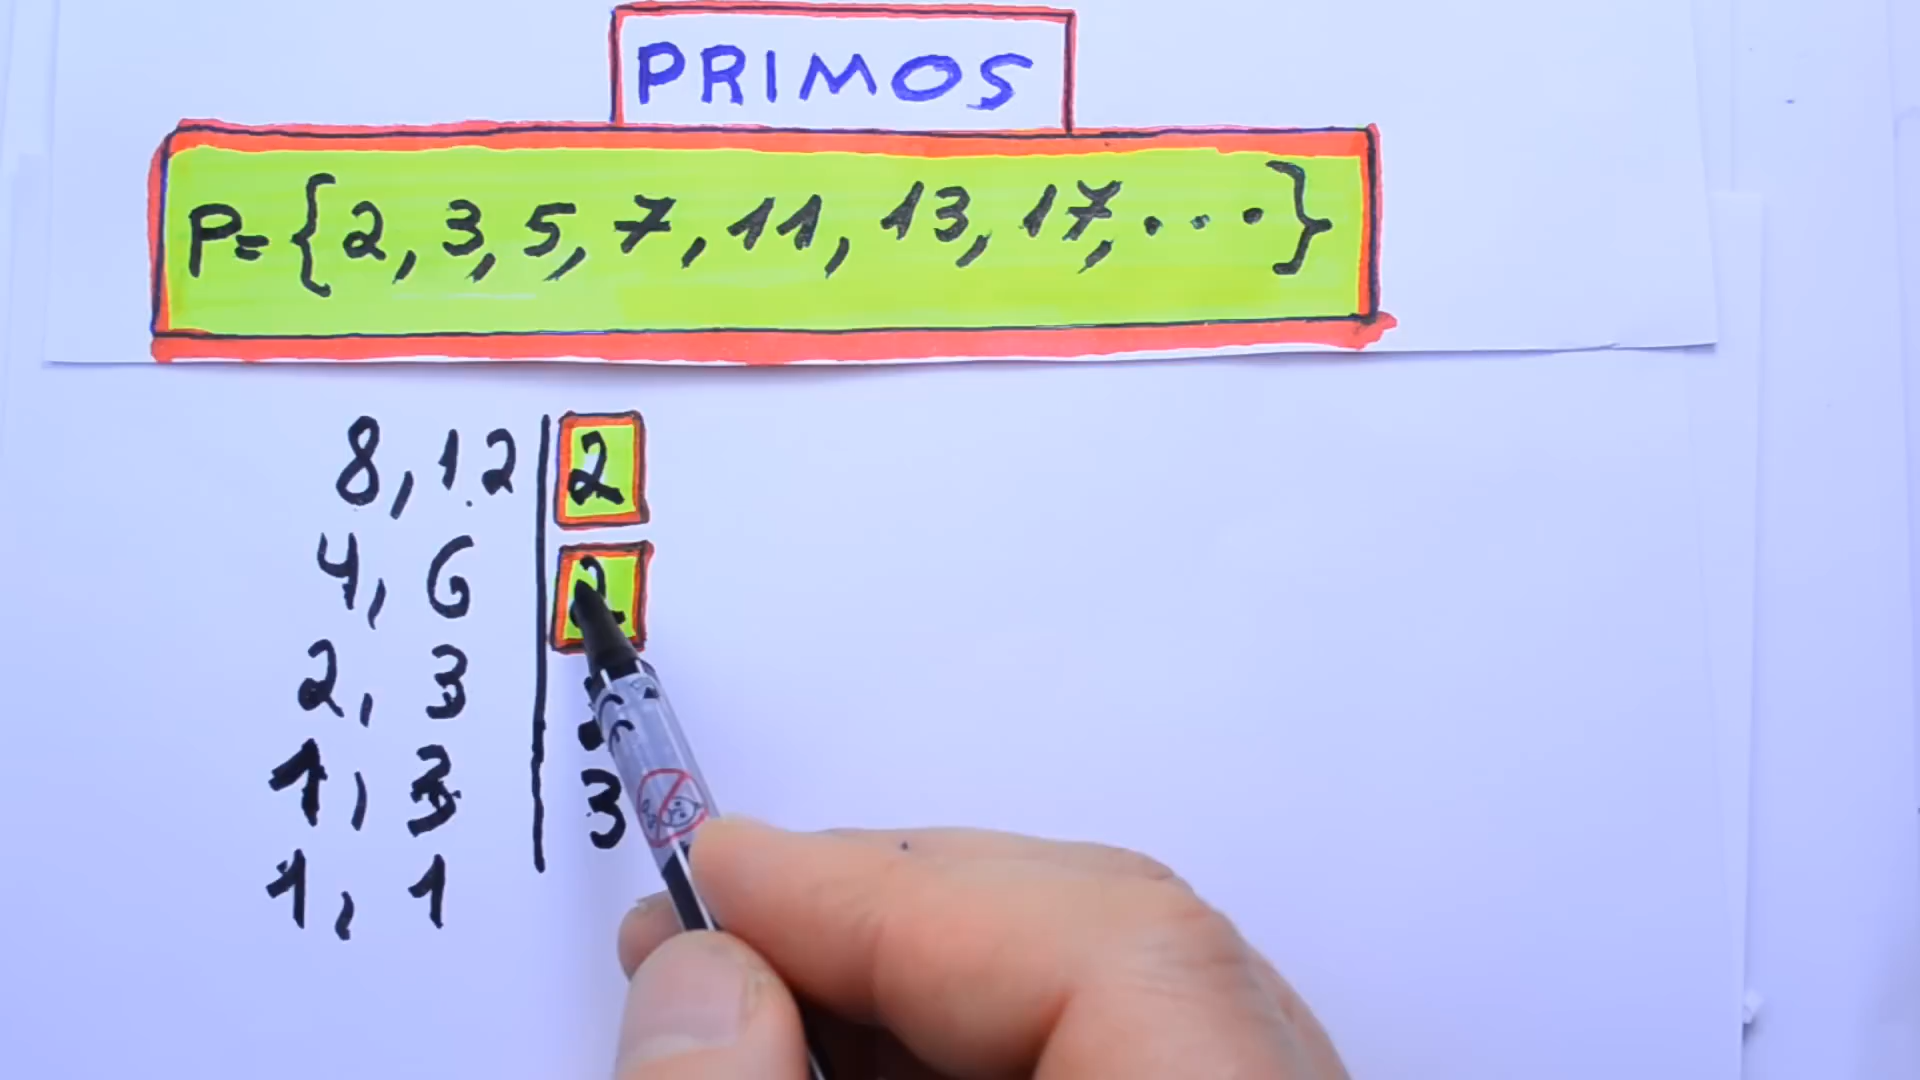 PRIMOS
P={2, 3, 5, 7, 11, 13, 17, ...}
8, 12 | 2
4, 6 | 2
2, 3
1, 3 3
1, 1